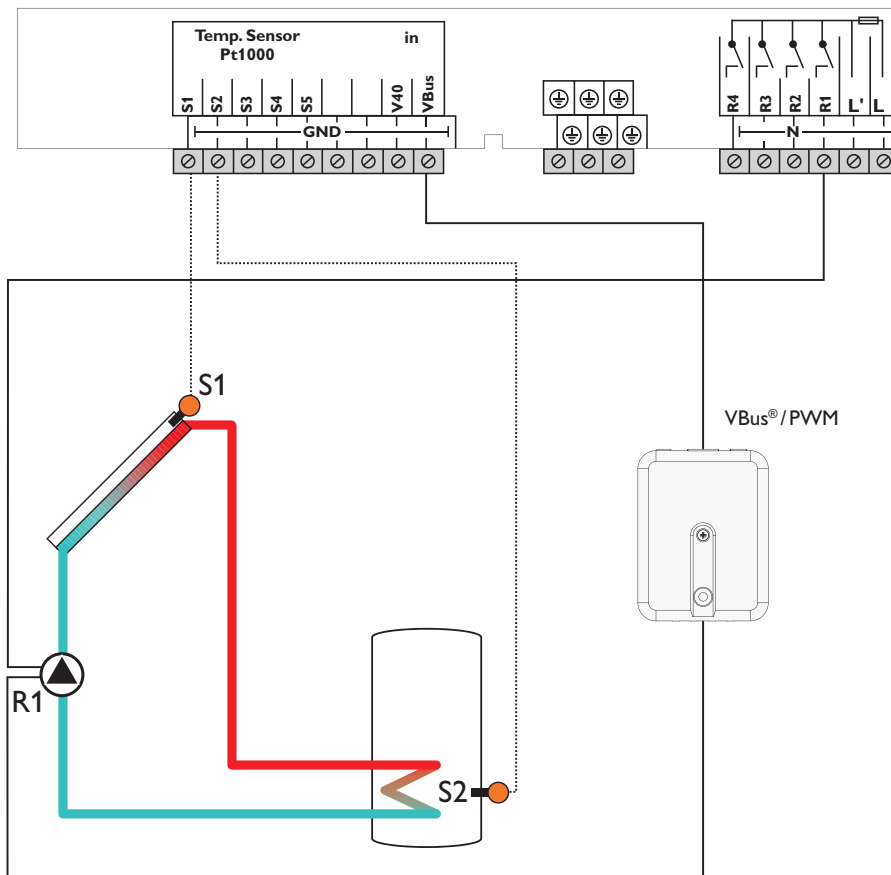 Temp. Sensor in
Pt1000
S1 S2 S3 S4 S5 V40 VBus
GND
R4 R3 R2 R1 L' L
N
S1
VBus® / PWM
R1
S2